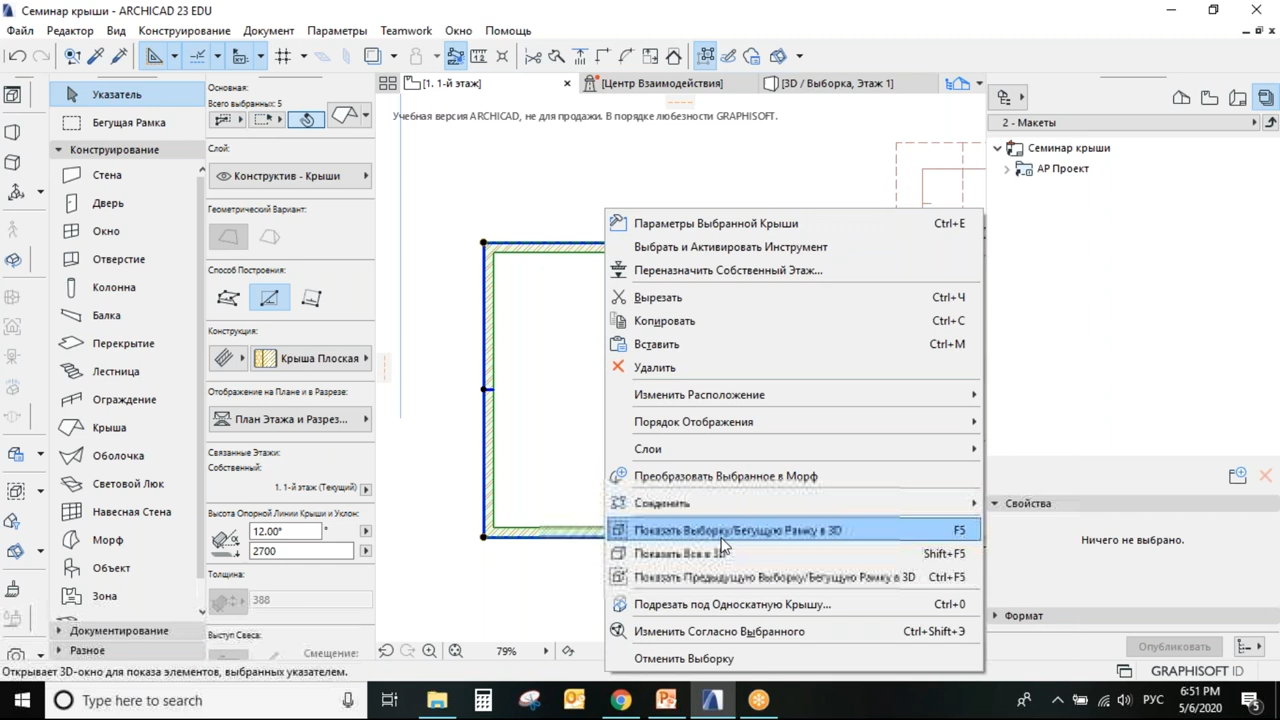 Семинар крыши - ARCHICAD 23 EDU
Файл Редактор Вид Конструирование Документ Параметры Teamwork Окно Помощь
Указатель
Бегущая Рамка
Конструирование
Стена
Дверь
Окно
Отверстие
Колонна
Балка
Перекрытие
Лестница
Ограждение
Крыша
Оболочка
Световой Люк
Навесная Стена
Морф
Объект
Зона
Документирование
Разное
Основная:
Всего выбранных: 5
Слой:
Конструктив - Крыши
Геометрический Вариант:
Способ Построения:
Конструкция:
Крыша Плоская
Отображение на Плане и в Разрезе:
План Этажа и Разрез...
Связанные Этажи:
Собственный:
1. 1-й этаж (Текущий)
Высота Опорной Линии Крыши и Уклон:
12.00°
2700
Толщина:
388
Выступ Свеса:
Смещение:
[1. 1-й этаж]
[Центр Взаимодействия]
[3D / Выборка, Этаж 1]
Учебная версия ARCHICAD, не для продажи. В порядке любезности GRAPHISOFT.
Параметры Выбранной Крыши Ctrl+E
Выбрать и Активировать Инструмент
Переназначить Собственный Этаж...
Вырезать Ctrl+Ч
Копировать Ctrl+C
Вставить Ctrl+M
Удалить
Изменить Расположение
Порядок Отображения
Слои
Преобразовать Выбранное в Морф
Соединить
Показать Выборку/Бегущую Рамку в 3D F5
Показать Все в 3D Shift+F5
Показать Предыдущую Выборку/Бегущую Рамку в 3D Ctrl+F5
Подрезать под Односкатную Крышу... Ctrl+0
Изменить Согласно Выбранного Ctrl+Shift+Э
Отменить Выборку
79%
2 - Макеты
Семинар крыши
АР Проект
Свойства
Ничего не выбрано.
Формат
Опубликовать
Открывает 3D-окно для показа элементов, выбранных указателем.
GRAPHISOFT ID
Type here to search
РУС
6:51 PM
5/6/2020
5